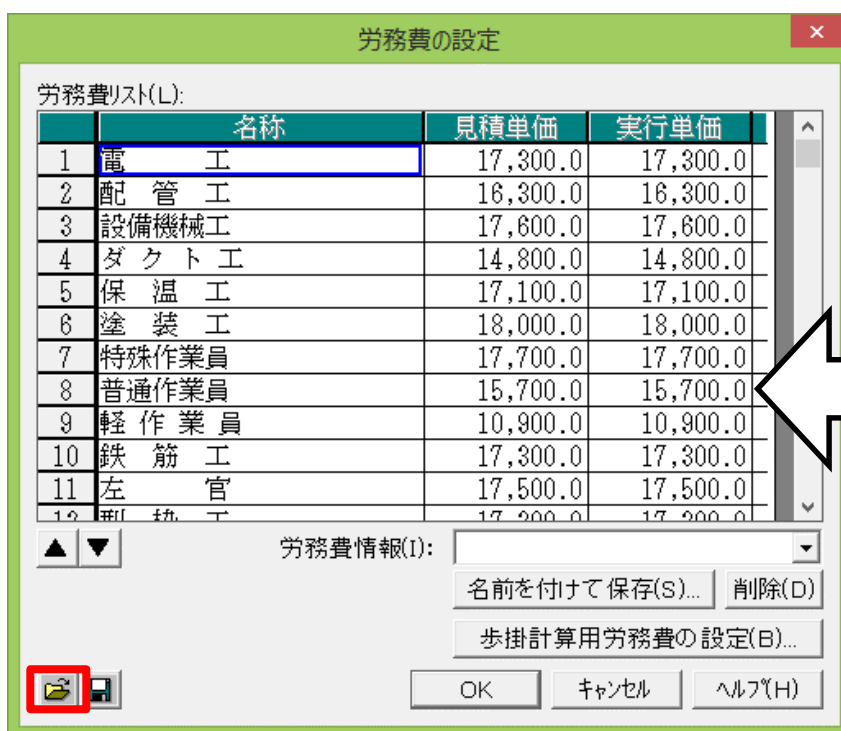 労務費の設定
労務費リスト(L):
名称 見積単価 実行単価
1 電 工 17,300.0 17,300.0
2 配 管 工 16,300.0 16,300.0
3 設備機械工 17,600.0 17,600.0
4 ダ ク ト 工 14,800.0 14,800.0
5 保 温 工 17,100.0 17,100.0
6 塗 装 工 18,000.0 18,000.0
7 特殊作業員 17,700.0 17,700.0
8 普通作業員 15,700.0 15,700.0
9 軽 作 業 員 10,900.0 10,900.0
10 鉄 筋 工 17,300.0 17,300.0
11 左 官 17,500.0 17,500.0
労務費情報(I):
名前を付けて保存(S)... 削除(D)
歩掛計算用労務費の設定(B)...
OK キャンセル ヘルプ(H)